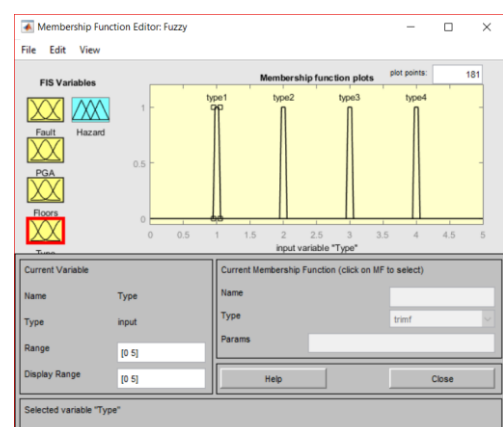 Membership Function Editor: Fuzzy
File Edit View
FIS Variables
Membership function plots
plot points:
181
Fault
Hazard
PGA
Floors
Type
type1 type2 type3 type4
1
0.5
0
0 0.5 1 1.5 2 2.5 3 3.5 4 4.5 5
input variable "Type"
Current Variable
Name Type
Type input
Range [0 5]
Display Range [0 5]
Current Membership Function (click on MF to select)
Name
Type trimf
Params
Help
Close
Selected variable "Type"